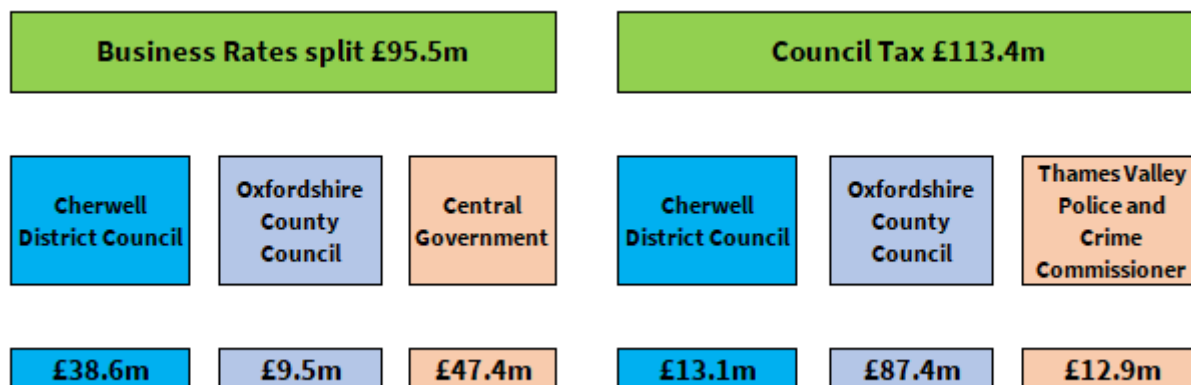 Business Rates split £95.5m
Council Tax £113.4m
Cherwell
District Council
Oxfordshire
County
Council
Central
Government
Cherwell
District Council
Oxfordshire
County
Council
Thames Valley
Police and
Crime
Commissioner
£38.6m
£9.5m
£47.4m
£13.1m
£87.4m
£12.9m